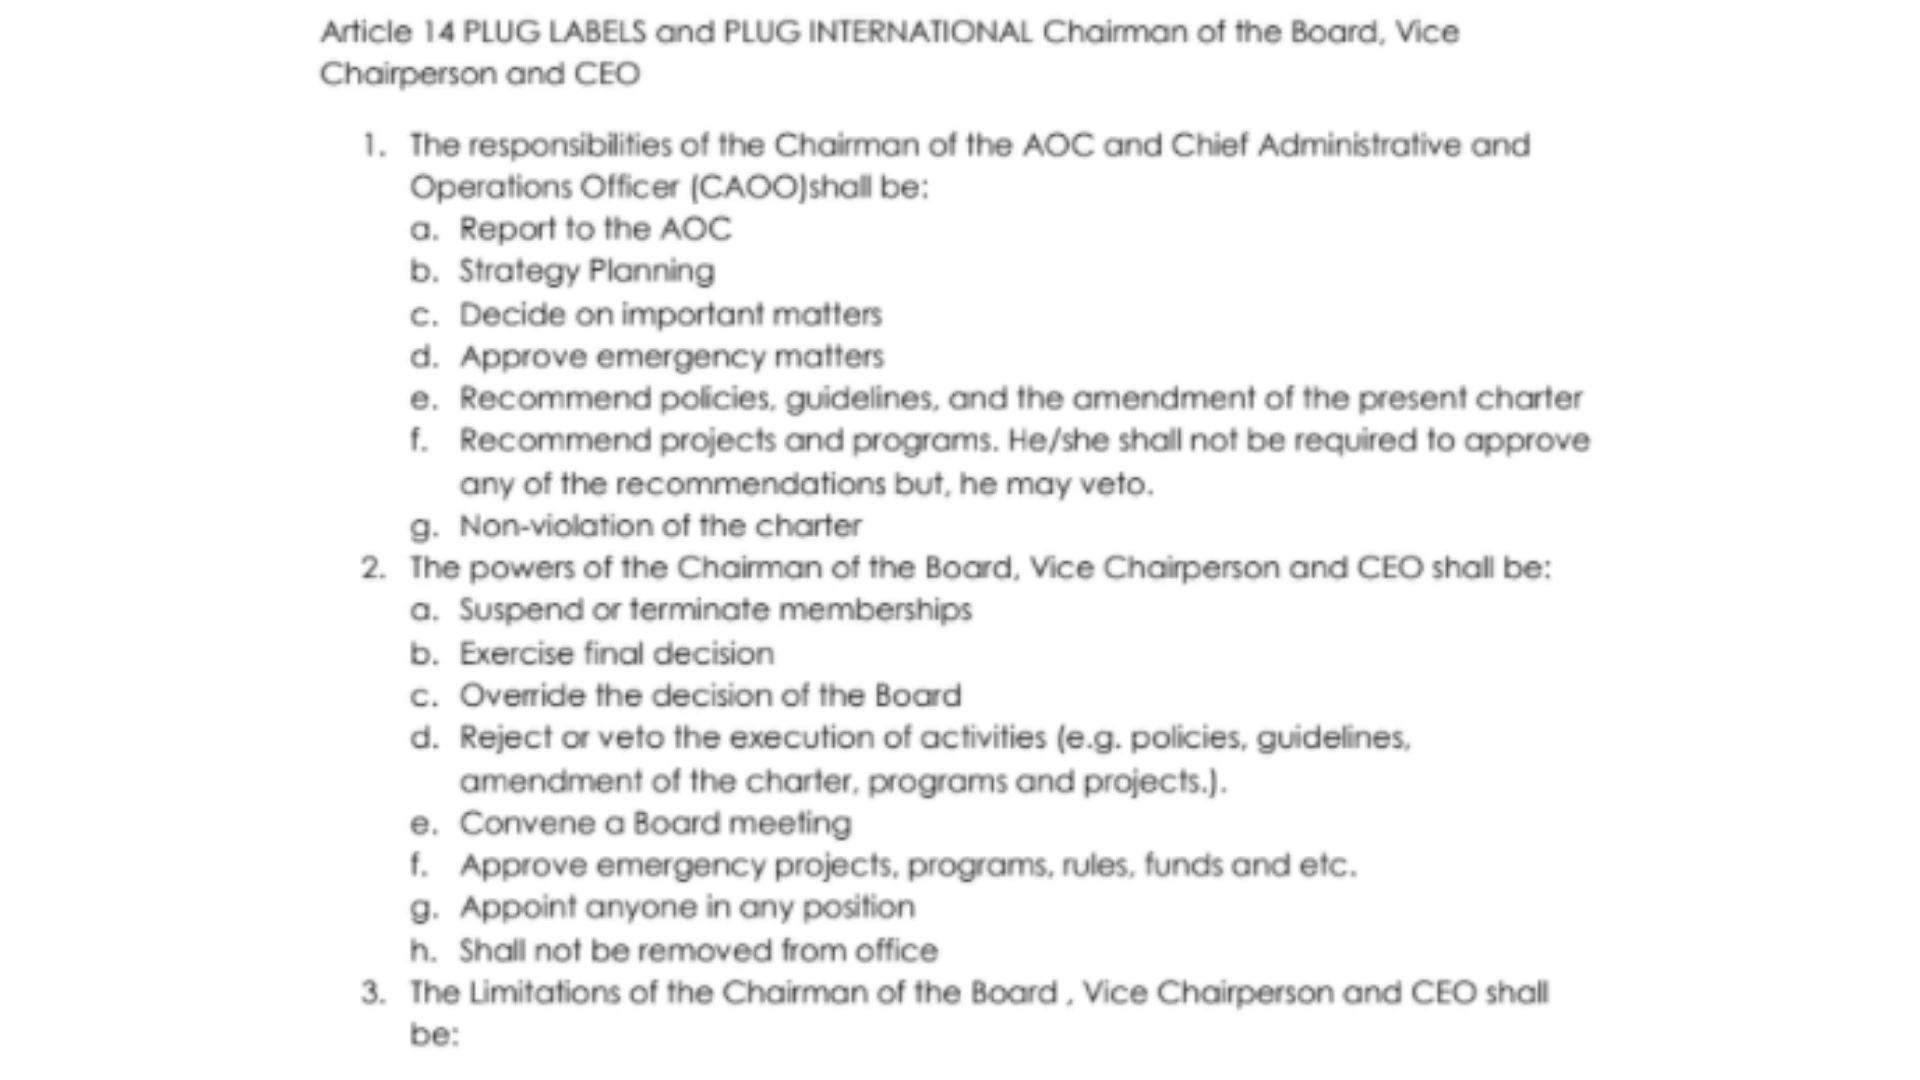 Article 14 PLUG LABELS and PLUG INTERNATIONAL Chairman of the Board, Vice
Chairperson and CEO
1. The responsibilities of the Chairman of the AOC and Chief Administrative and
Operations Officer (CAOO)shall be:
a. Report to the AOC
b. Strategy Planning
c. Decide on important matters
d. Approve emergency matters
e. Recommend policies, guidelines, and the amendment of the present charter
f. Recommend projects and programs. He/she shall not be required to approve
any of the recommendations but, he may veto.
g. Non-violation of the charter
2. The powers of the Chairman of the Board, Vice Chairperson and CEO shall be:
a. Suspend or terminate memberships
b. Exercise final decision
c. Override the decision of the Board
d. Reject or veto the execution of activities (e.g. policies, guidelines,
amendment of the charter, programs and projects.).
e. Convene a Board meeting
f. Approve emergency projects, programs, rules, funds and etc.
g. Appoint anyone in any position
h. Shall not be removed from office
3. The Limitations of the Chairman of the Board , Vice Chairperson and CEO shall
be: